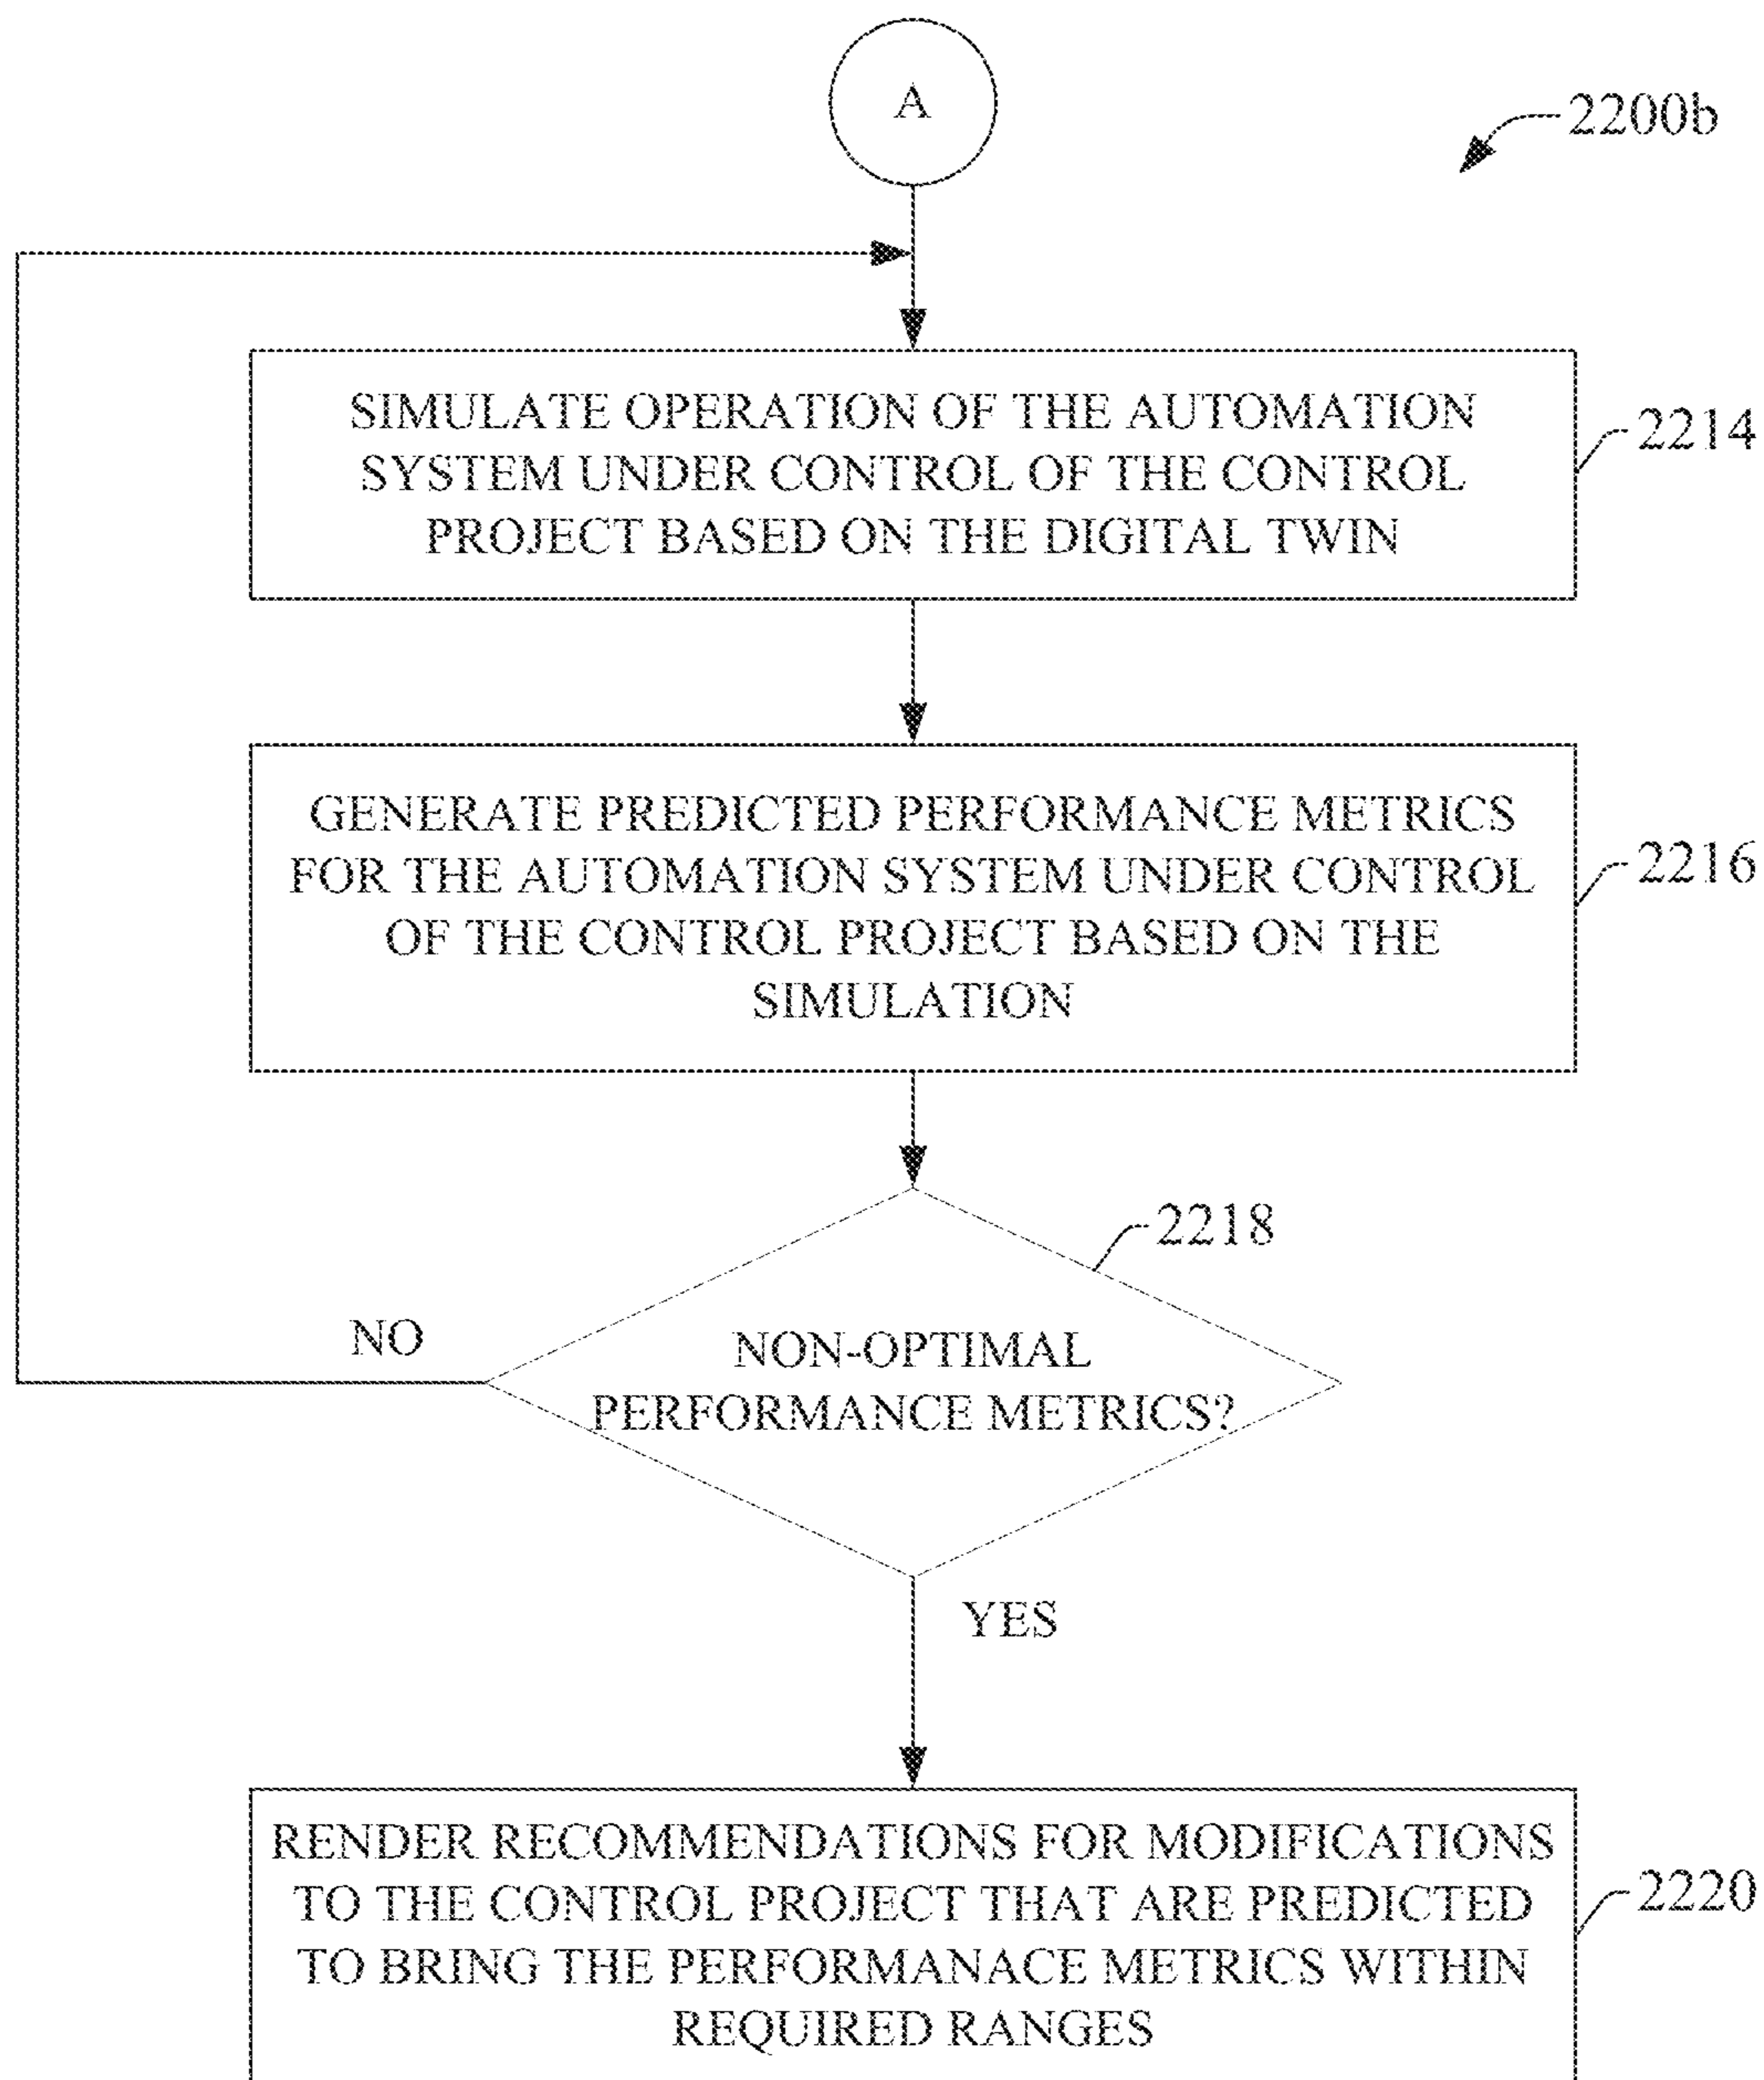 A
2200b
SIMULATE OPERATION OF THE AUTOMATION
SYSTEM UNDER CONTROL OF THE CONTROL
PROJECT BASED ON THE DIGITAL TWIN
2214
GENERATE PREDICTED PERFORMANCE METRICS
FOR THE AUTOMATION SYSTEM UNDER CONTROL
OF THE CONTROL PROJECT BASED ON THE
SIMULATION
2216
2218
NO
NON-OPTIMAL
PERFORMANCE METRICS?
YES
RENDER RECOMMENDATIONS FOR MODIFICATIONS
TO THE CONTROL PROJECT THAT ARE PREDICTED
TO BRING THE PERFORMANACE METRICS WITHIN
REQUIRED RANGES
2220